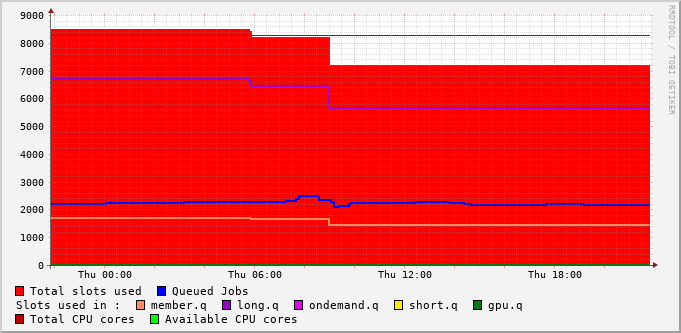 RRDTOOL / TOBI OETIKER
9000
8000
7000
6000
5000
4000
3000
2000
1000
0
Thu 00:00 Thu 06:00 Thu 12:00 Thu 18:00
Total slots used Queued Jobs
Slots used in : member.q long.q ondemand.q short.q gpu.q
Total CPU cores Available CPU cores